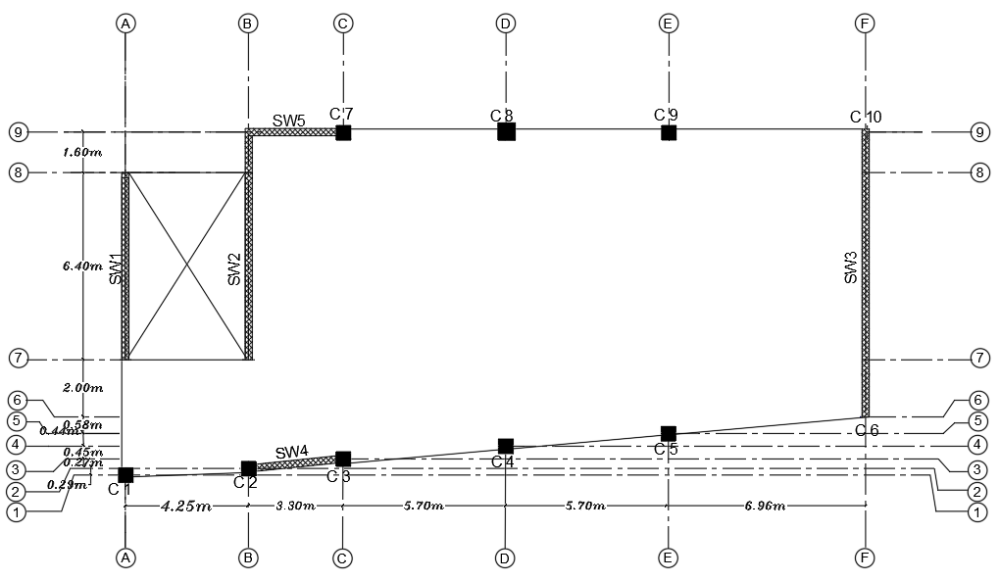 A B C D E F
SW5 C 7 C 8 C 9 C 10
9 9
1.60m
8 8
6.40m SW1 SW2 SW3
7 7
2.00m
6 6
5 0.58m 5
0.44m C 6
4 C 5 4
0.45m SW4 C 4
3 0.27m C 3 3
C 2
2 0.29m C 1 2
1 4.25m 3.30m 5.70m 5.70m 6.96m 1
A B C D E F